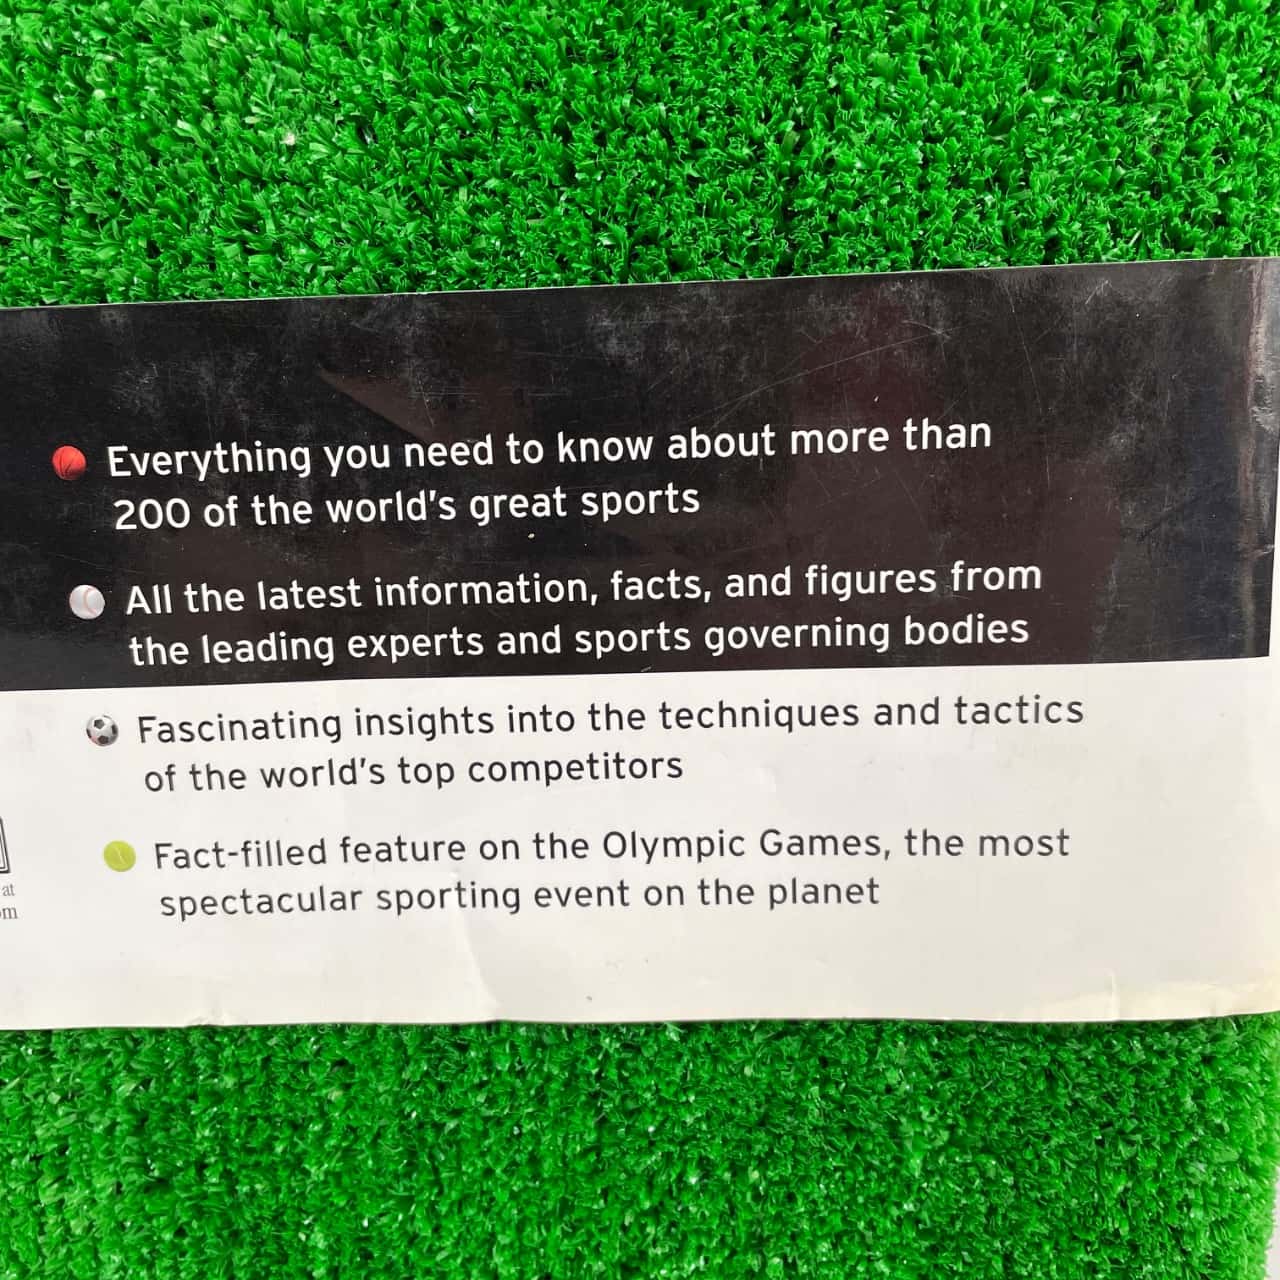 Everything you need to know about more than
200 of the world's great sports
All the latest information, facts, and figures from
the leading experts and sports governing bodies
Fascinating insights into the techniques and tactics
of the world's top competitors
Fact-filled feature on the Olympic Games, the most
spectacular sporting event on the planet
at
om